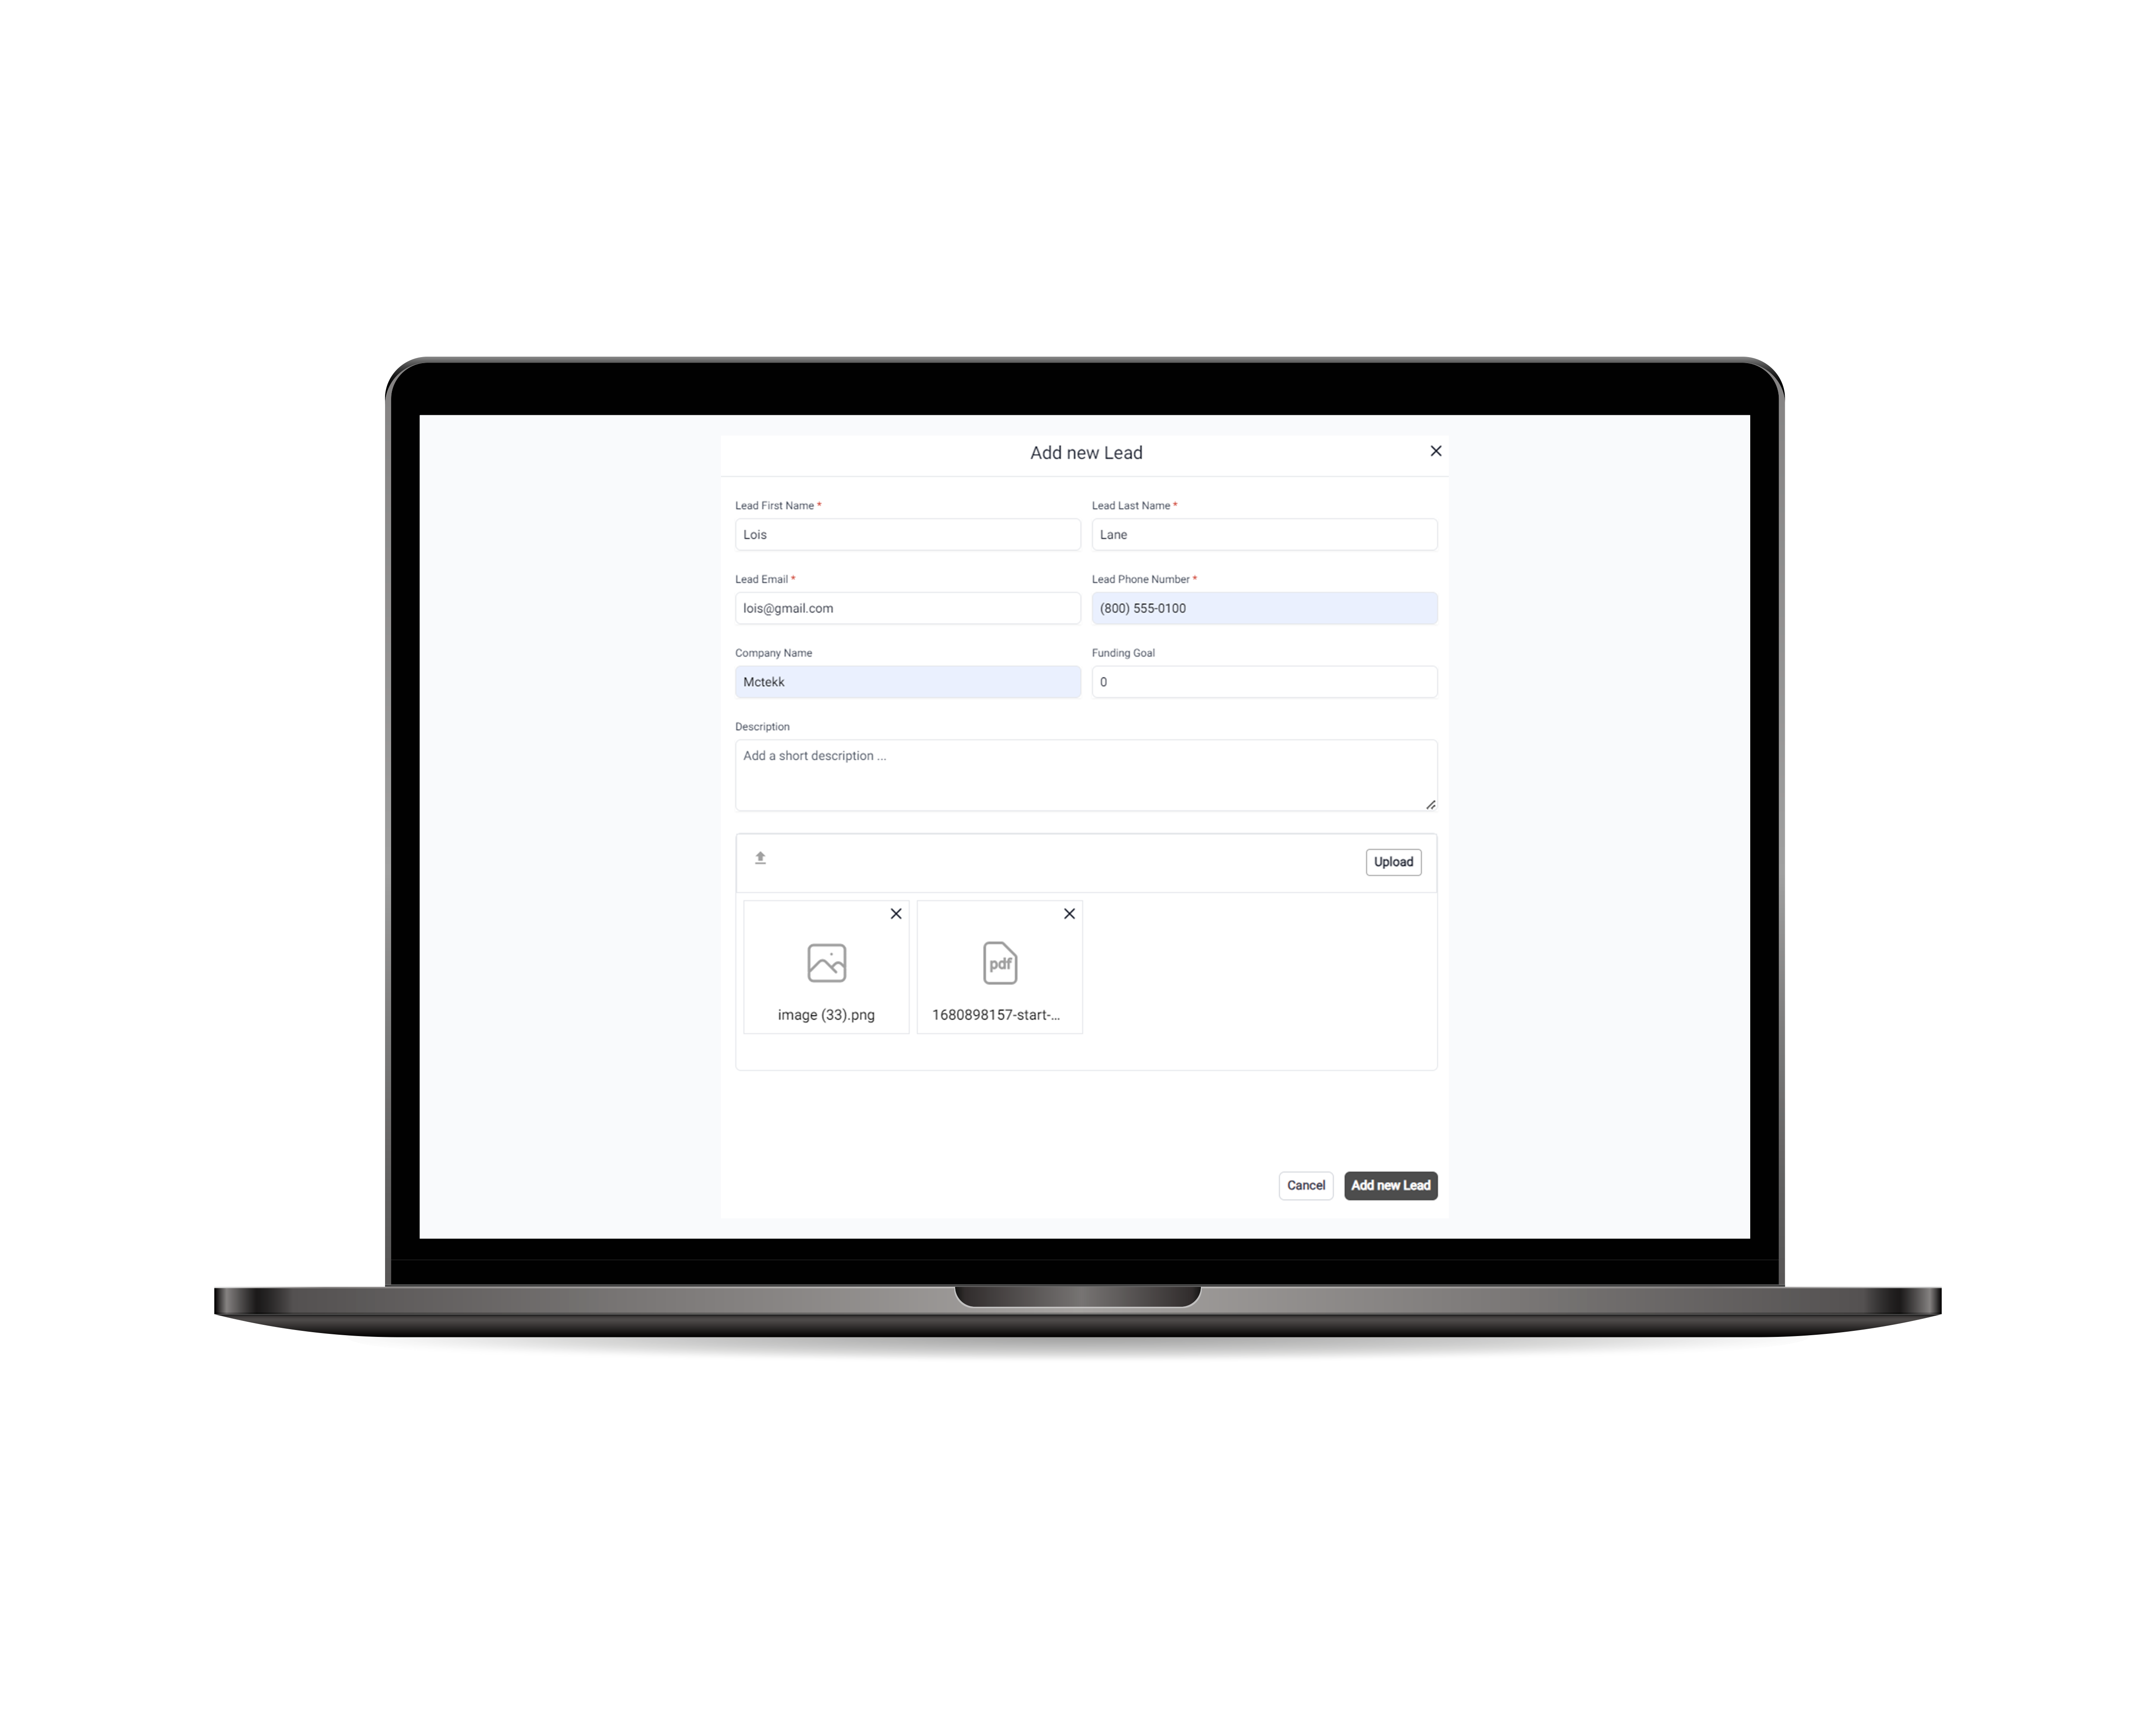 Add new Lead
Lead First Name * Lead Last Name *
Lois Lane
Lead Email * Lead Phone Number *
lois@gmail.com (800) 555-0100
Company Name Funding Goal
Mctekk 0
Description
Add a short description ...
Upload
pdf
image (33).png 1680898157-start-...
Cancel Add new Lead